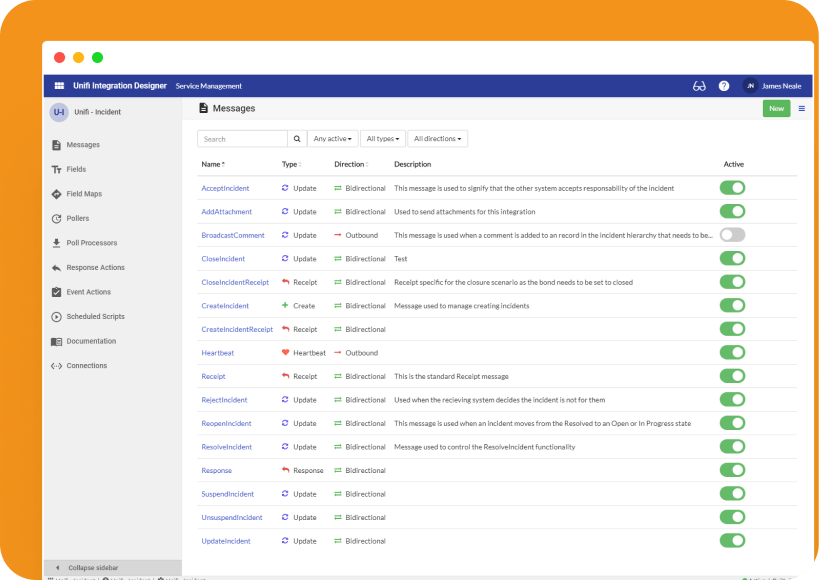 Unifi Integration Designer Service Management JN James Neale
U-I Unifi - Incident
Messages New
Messages
Fields
Field Maps
Pollers
Poll Processors
Response Actions
Event Actions
Scheduled Scripts
Documentation
Connections
Collapse sidebar
Search Any active All types All directions
Name Type Direction Description Active
AcceptIncident Update Bidirectional This message is used to signify that the other system accepts responsability of the incident
AddAttachment Update Bidirectional Used to send attachments for this integration
BroadcastComment Update Outbound This message is used when a comment is added to an record in the incident hierarchy that needs to be...
CloseIncident Update Bidirectional Test
CloseIncidentReceipt Receipt Bidirectional Receipt specific for the closure scenario as the bond needs to be set to closed
CreateIncident Create Bidirectional Message used to manage creating incidents
CreateIncidentReceipt Receipt Bidirectional
Heartbeat Heartbeat Outbound
Receipt Receipt Bidirectional This is the standard Receipt message
RejectIncident Update Bidirectional Used when the recieving system decides the incident is not for them
ReopenIncident Update Bidirectional This message is used when an incident moves from the Resolved to an Open or In Progress state
ResolveIncident Update Bidirectional Message used to control the ResolveIncident functionality
Response Response Bidirectional
SuspendIncident Update Bidirectional
UnsuspendIncident Update Bidirectional
UpdateIncident Update Bidirectional